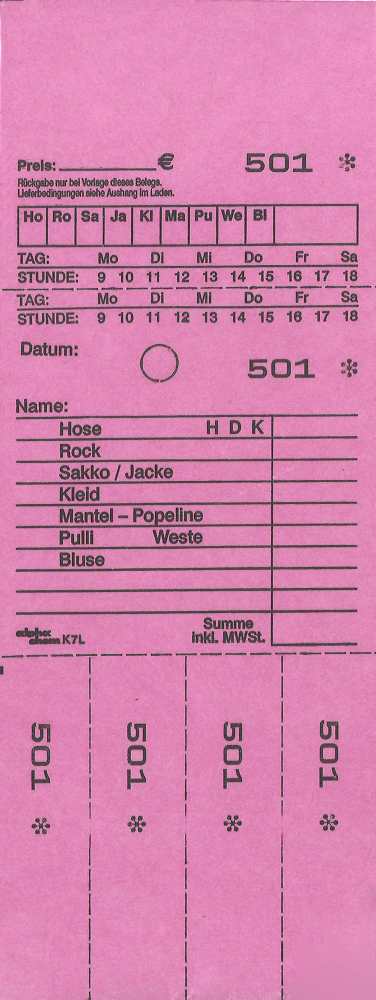 Preis: ________ € 501 *
Rückgabe nur bei Vorlage dieses Belegs.
Lieferbedingungen siehe Aushang im Laden.
Ho Ro Sa Ja Kl Ma Pu We Bl
TAG: Mo Di Mi Do Fr Sa
STUNDE: 9 10 11 12 13 14 15 16 17 18
TAG: Mo Di Mi Do Fr Sa
STUNDE: 9 10 11 12 13 14 15 16 17 18
Datum: 501 *
Name:
Hose H D K
Rock
Sakko / Jacke
Kleid
Mantel – Popeline
Pulli Weste
Bluse
Summe
alpha chem K7L inkl. MWSt.
501 * 501 * 501 * 501 *